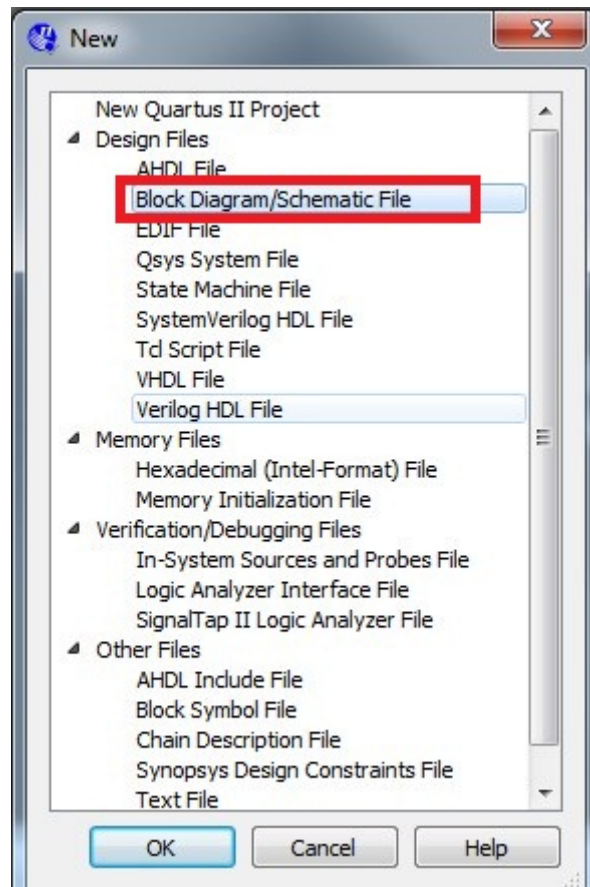 New
New Quartus II Project
Design Files
AHDL File
Block Diagram/Schematic File
EDIF File
Qsys System File
State Machine File
SystemVerilog HDL File
Tcl Script File
VHDL File
Verilog HDL File
Memory Files
Hexadecimal (Intel-Format) File
Memory Initialization File
Verification/Debugging Files
In-System Sources and Probes File
Logic Analyzer Interface File
SignalTap II Logic Analyzer File
Other Files
AHDL Include File
Block Symbol File
Chain Description File
Synopsys Design Constraints File
Text File
OK Cancel Help